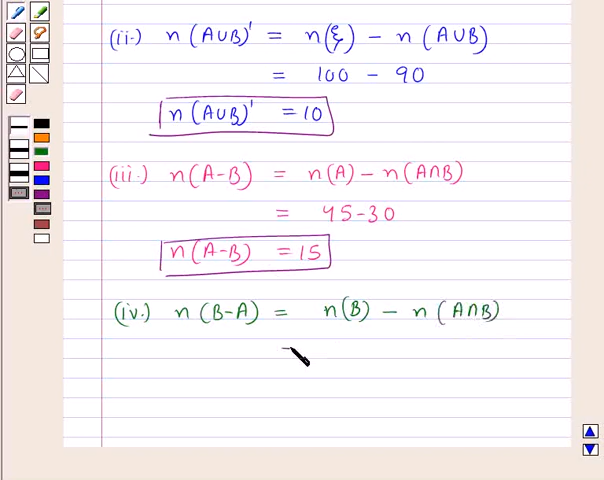 (ii.) n(A∪B)' = n(ξ) - n(A∪B)
= 100 - 90
n(A∪B)' = 10
(iii.) n(A-B) = n(A) - n(A∩B)
= 45-30
n(A-B) = 15
(iv.) n(B-A) = n(B) - n(A∩B)